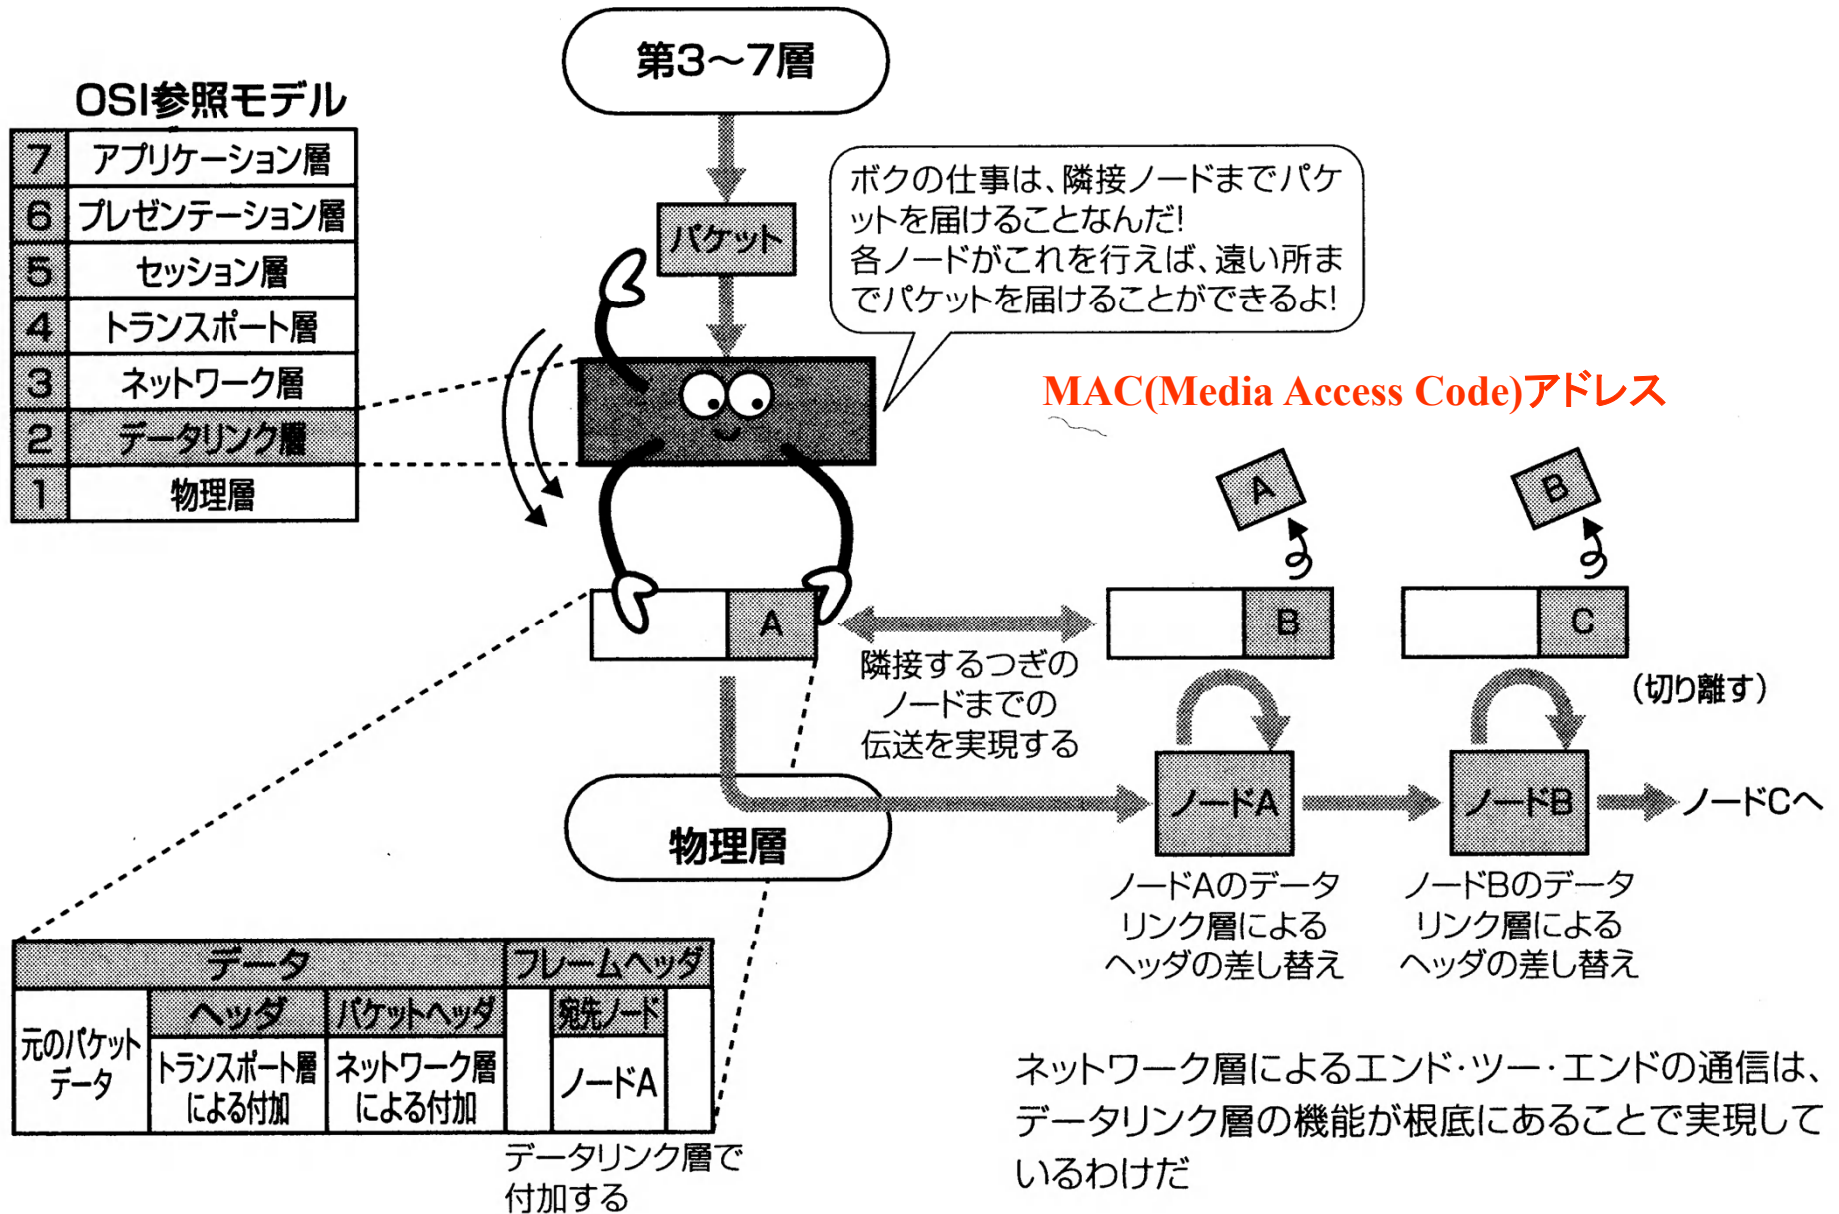 第3〜7層
OSI参照モデル
7 アプリケーション層
6 プレゼンテーション層
5 セッション層
4 トランスポート層
3 ネットワーク層
2 データリンク層
1 物理層
パケット
ボクの仕事は、隣接ノードまでパケ
ットを届けることなんだ!
各ノードがこれを行えば、遠い所ま
でパケットを届けることができるよ!
MAC(Media Access Code)アドレス
A
B
A
B
C
隣接するつぎの
ノードまでの
伝送を実現する
(切り離す)
物理層
ノードA
ノードB
ノードCへ
ノードAのデータ
リンク層による
ヘッダの差し替え
ノードBのデータ
リンク層による
ヘッダの差し替え
データ
フレームヘッダ
元のパケット
データ
ヘッダ
トランスポート層
による付加
パケットヘッダ
ネットワーク層
による付加
宛先ノード
ノードA
データリンク層で
付加する
ネットワーク層によるエンド・ツー・エンドの通信は、
データリンク層の機能が根底にあることで実現して
いるわけだ